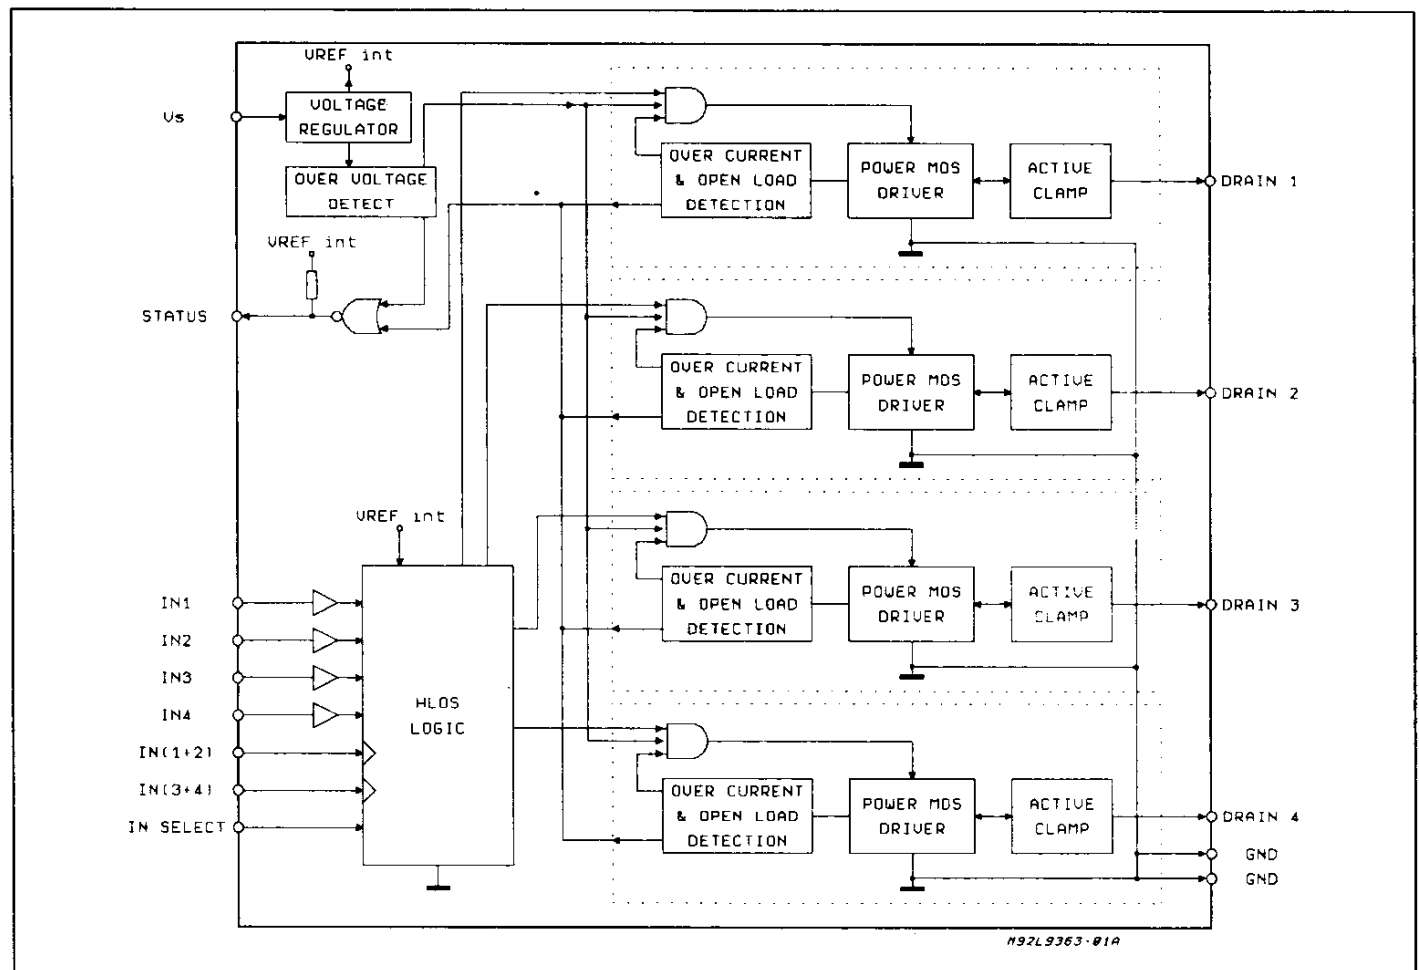 VREF int
Vs
VOLTAGE
REGULATOR
OVER VOLTAGE
DETECT
VREF int
STATUS
OVER CURRENT
& OPEN LOAD
DETECTION
POWER MOS
DRIVER
ACTIVE
CLAMP
DRAIN 1
OVER CURRENT
& OPEN LOAD
DETECTION
POWER MOS
DRIVER
ACTIVE
CLAMP
DRAIN 2
VREF int
OVER CURRENT
& OPEN LOAD
DETECTION
POWER MOS
DRIVER
ACTIVE
CLAMP
DRAIN 3
IN1
IN2
IN3
IN4
IN(1+2)
IN(3+4)
IN SELECT
HLOS
LOGIC
OVER CURRENT
& OPEN LOAD
DETECTION
POWER MOS
DRIVER
ACTIVE
CLAMP
DRAIN 4
GND
GND
M92L9363-01A